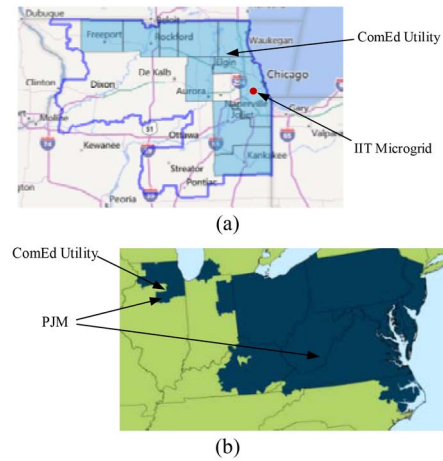 Beloit
Dubuque
Freeport
Rockford
Waukegan
ComEd Utility
Elgin
Clinton
Dixon
De Kalb
Chicago
Aurora
Naperville
Gary
Moline
Joliet
Valpara
Kewanee
51
Ottawa
IIT Microgrid
Kankakee
Streator
Pontiac
Peoria
(a)
ComEd Utility
PJM
(b)